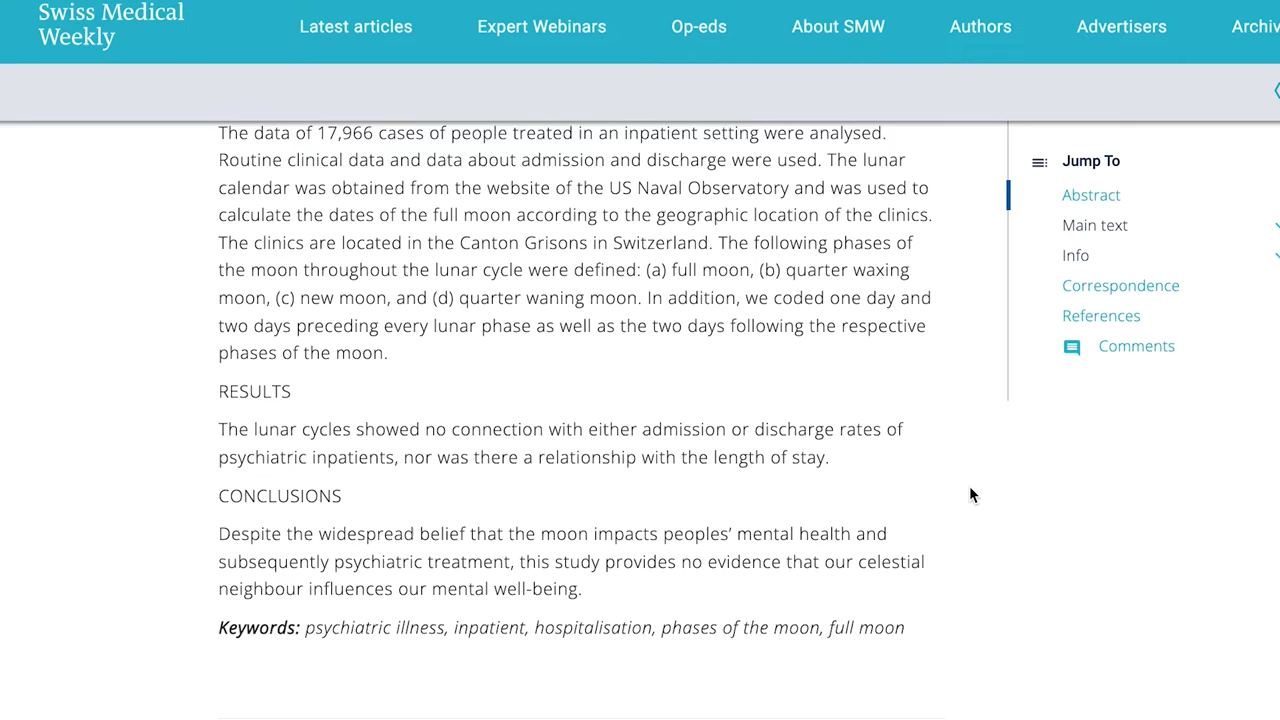 Swiss Medical
Weekly
Latest articles
Expert Webinars
Op-eds
About SMW
Authors
Advertisers
The data of 17,966 cases of people treated in an inpatient setting were analysed.
Routine clinical data and data about admission and discharge were used. The lunar
calendar was obtained from the website of the US Naval Observatory and was used to
calculate the dates of the full moon according to the geographic location of the clinics.
The clinics are located in the Canton Grisons in Switzerland. The following phases of
the moon throughout the lunar cycle were defined: (a) full moon, (b) quarter waxing
moon, (c) new moon, and (d) quarter waning moon. In addition, we coded one day and
two days preceding every lunar phase as well as the two days following the respective
phases of the moon.
RESULTS
The lunar cycles showed no connection with either admission or discharge rates of
psychiatric inpatients, nor was there a relationship with the length of stay.
CONCLUSIONS
Despite the widespread belief that the moon impacts peoples’ mental health and
subsequently psychiatric treatment, this study provides no evidence that our celestial
neighbour influences our mental well-being.
Keywords: psychiatric illness, inpatient, hospitalisation, phases of the moon, full moon
Jump To
Abstract
Main text
Info
Correspondence
References
Comments